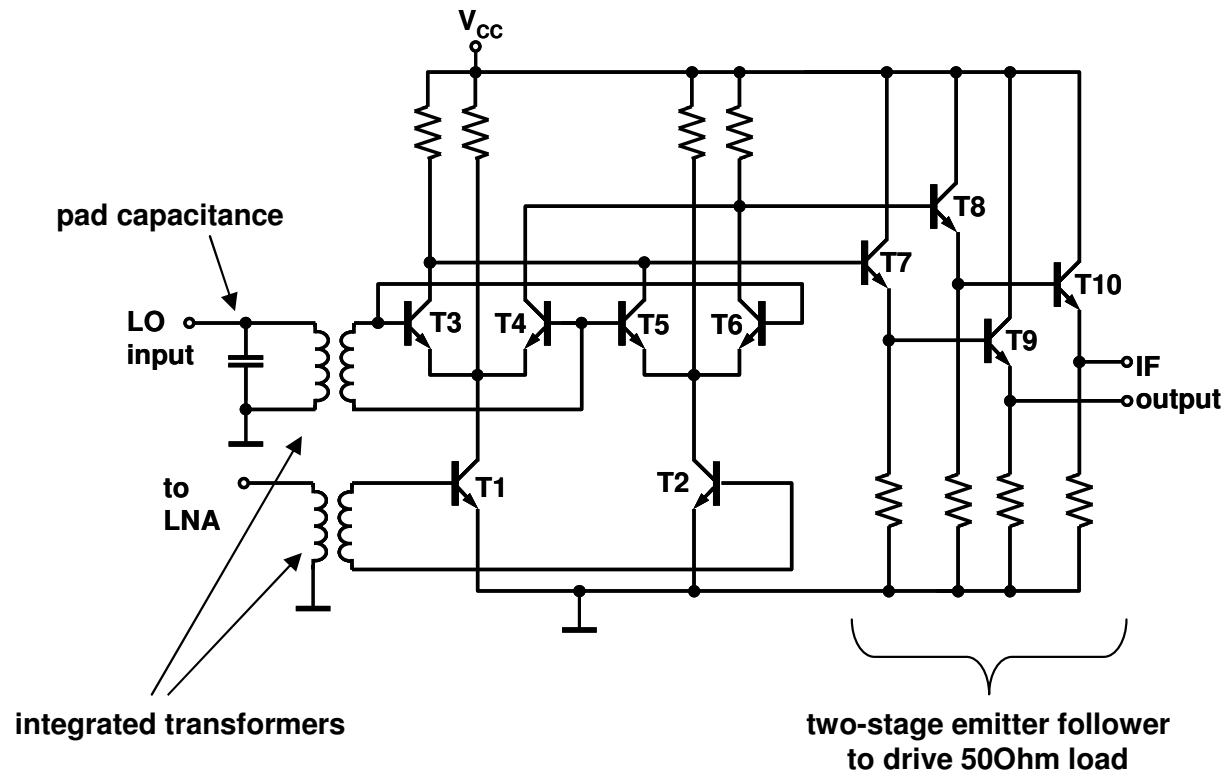 VCC
pad capacitance
LO
input
T3
T4
T5
T6
T7
T8
T9
T10
IF
output
to
LNA
T1
T2
integrated transformers
two-stage emitter follower
to drive 50Ohm load